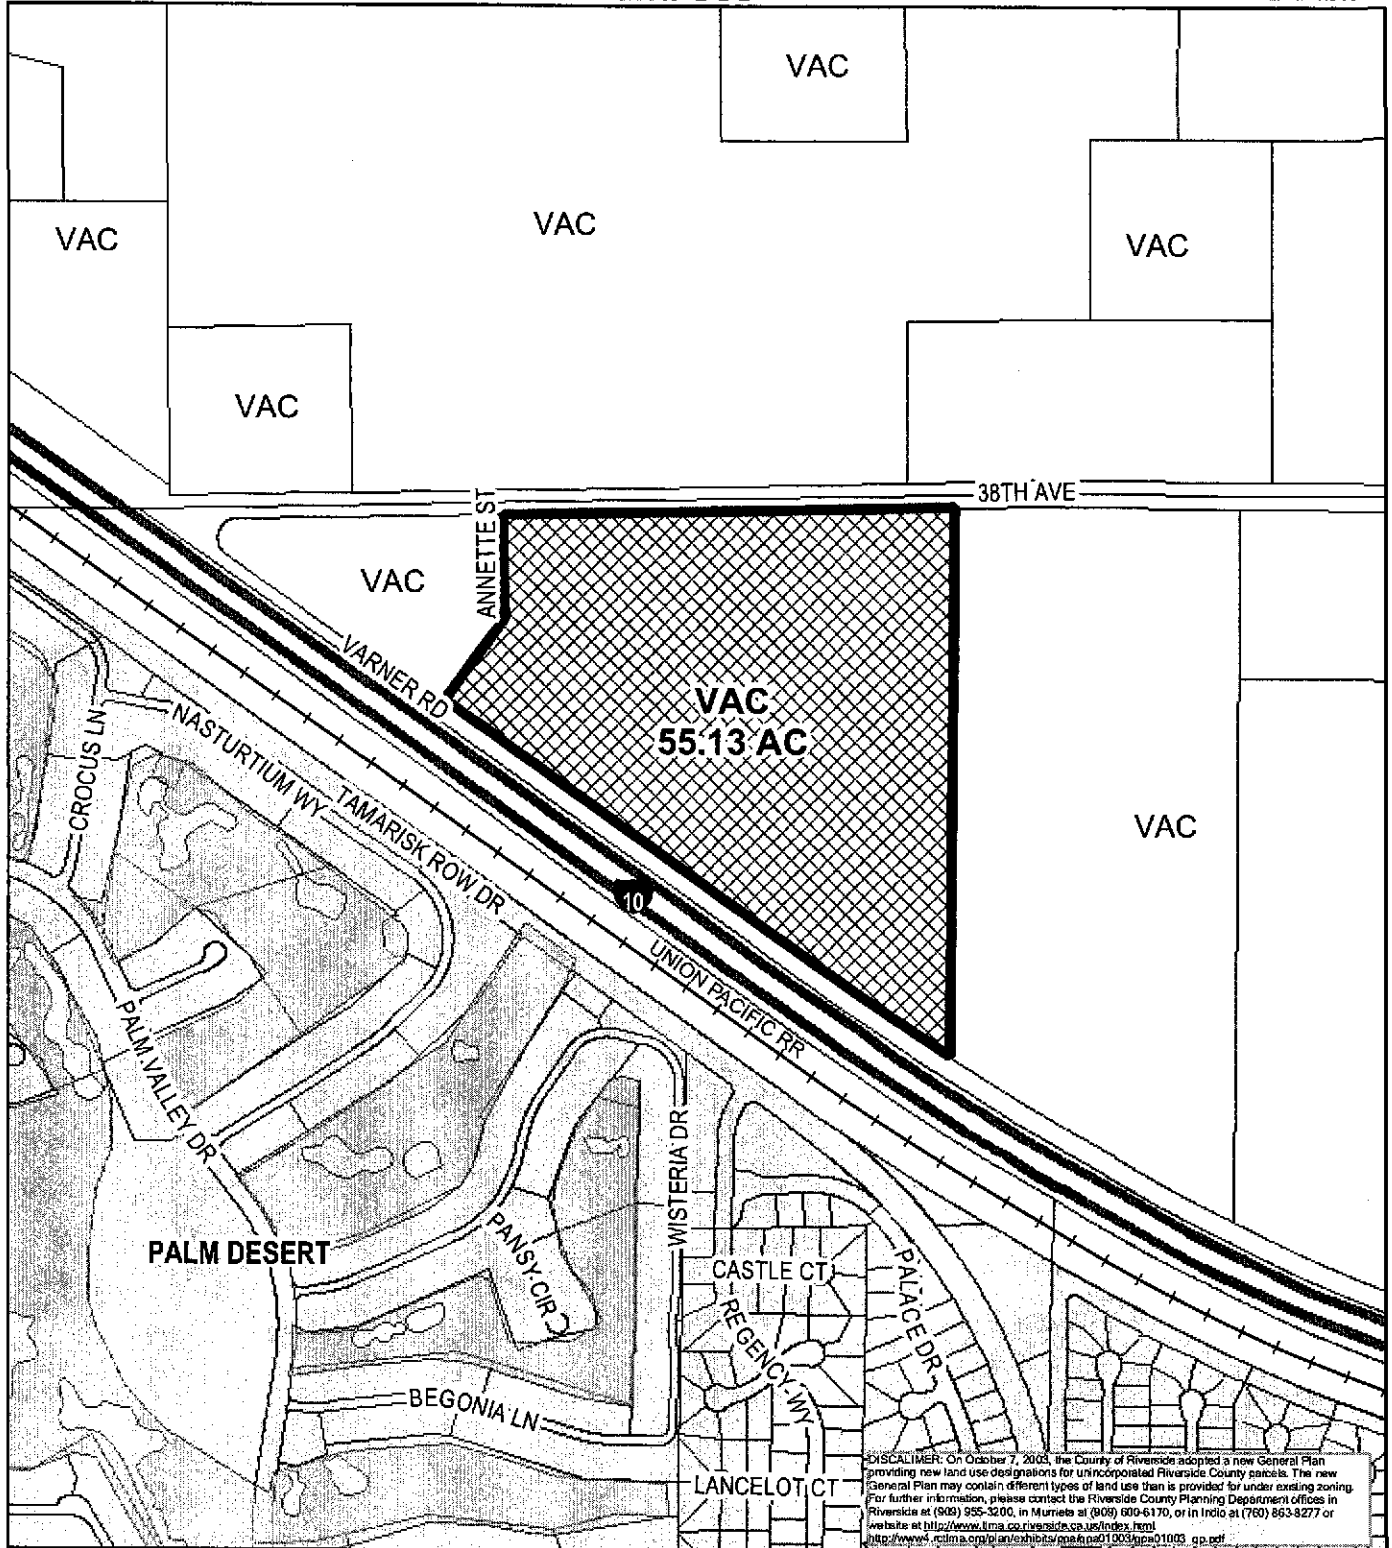 VAC
VAC
VAC
VAC
VAC
38TH AVE
ANNETTE ST
VAC
VARNER RD
VAC
55.13 AC
CROCUS LN
NASTURTIUM WY
TAMARISK ROW DR
VAC
10
UNION PACIFIC RR
PALM VALLEY DR
WISTERIA DR
PALM DESERT
PANSY CIR
CASTLE CT
PALACE DR
REGENCY WY
BEGONIA LN
LANCELOT CT
DISCALIMER: On October 7, 2003, the County of Riverside adopted a new General Plan
providing new land use designations for unincorporated Riverside County parcels. The new
General Plan may contain different types of land use than is provided for under existing zoning.
For further information, please contact the Riverside County Planning Department offices in
Riverside at (909) 955-3200, in Murrieta at (909) 600-6170, or in Indio at (760) 863-8277 or
website at http://www.tlma.co.riverside.ca.us/index.html